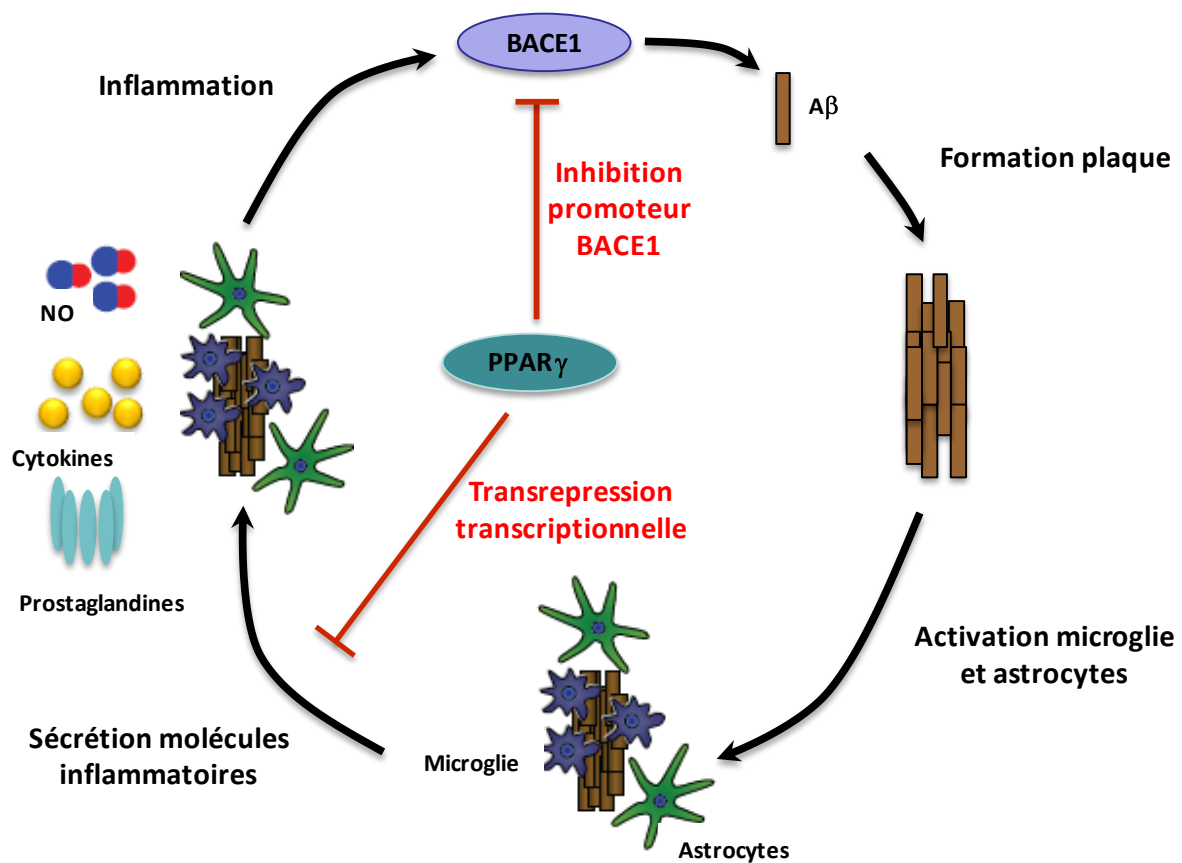 BACE1
Inflammation
Aβ
Formation plaque
Inhibition
promoteur
BACE1
NO
PPARγ
Cytokines
Transrepression
transcriptionnelle
Prostaglandines
Activation microglie
et astrocytes
Sécrétion molécules
inflammatoires
Microglie
Astrocytes